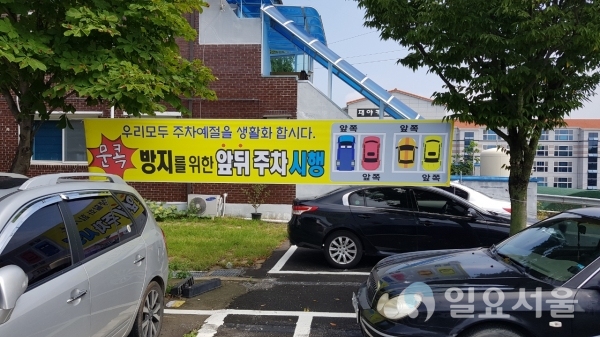 우리모두 주차예절을 생활화 합시다.
문콕 방지를 위한 앞뒤 주차 시행
앞쪽 앞쪽
앞쪽 앞쪽
일요서울